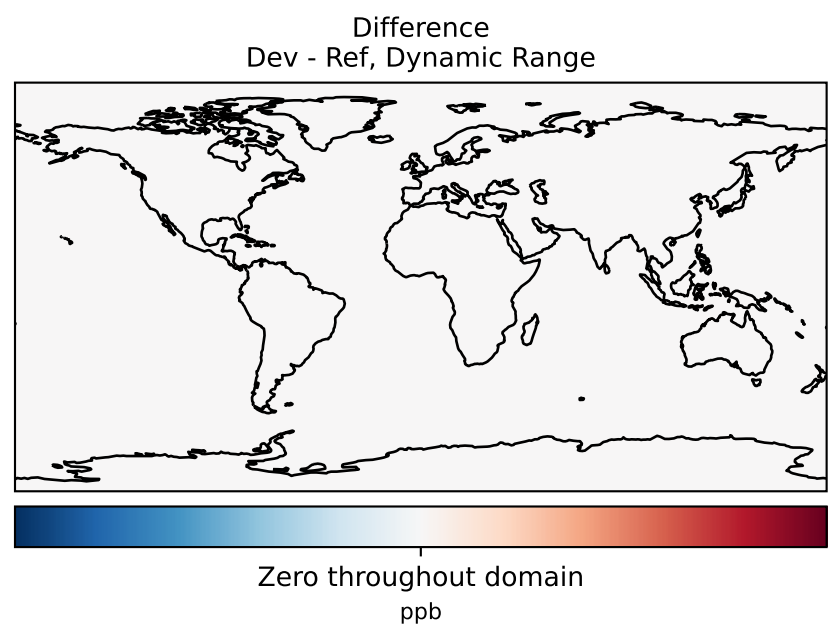 Difference
Dev - Ref, Dynamic Range
Zero throughout domain
ppb